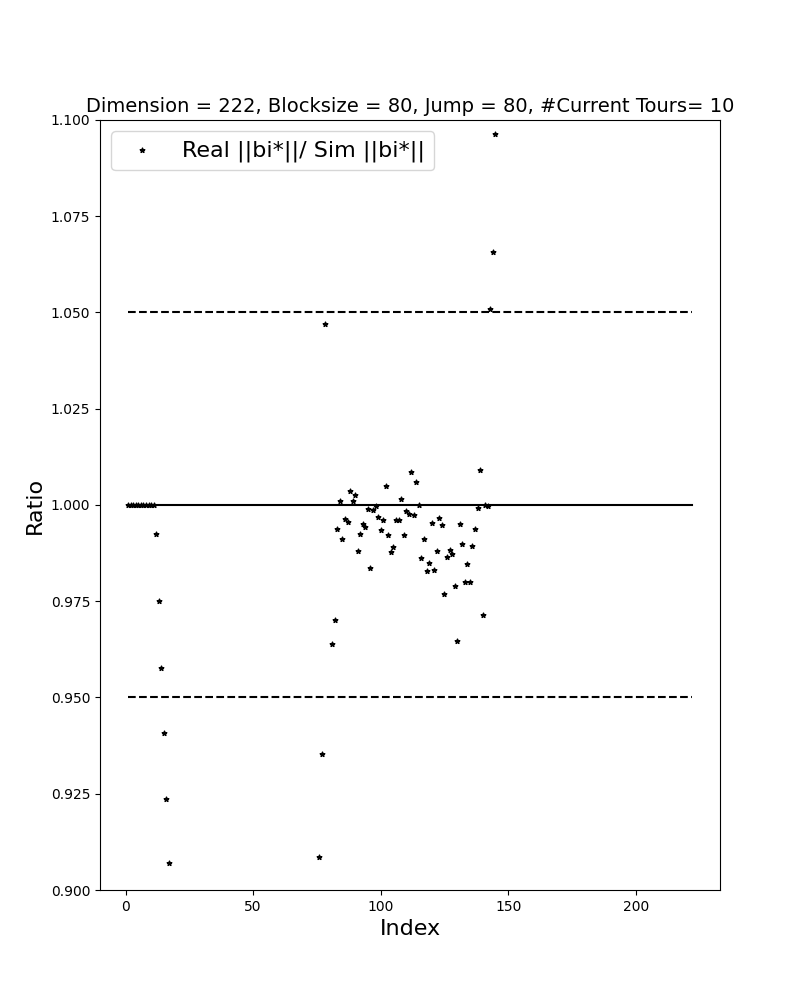 Dimension = 222, Blocksize = 80, Jump = 80, #Current Tours= 10
Real ||bi*||/ Sim ||bi*||
1.100
1.075
1.050
1.025
1.000
0.975
0.950
0.925
0.900
Ratio
0 50 100 150 200
Index